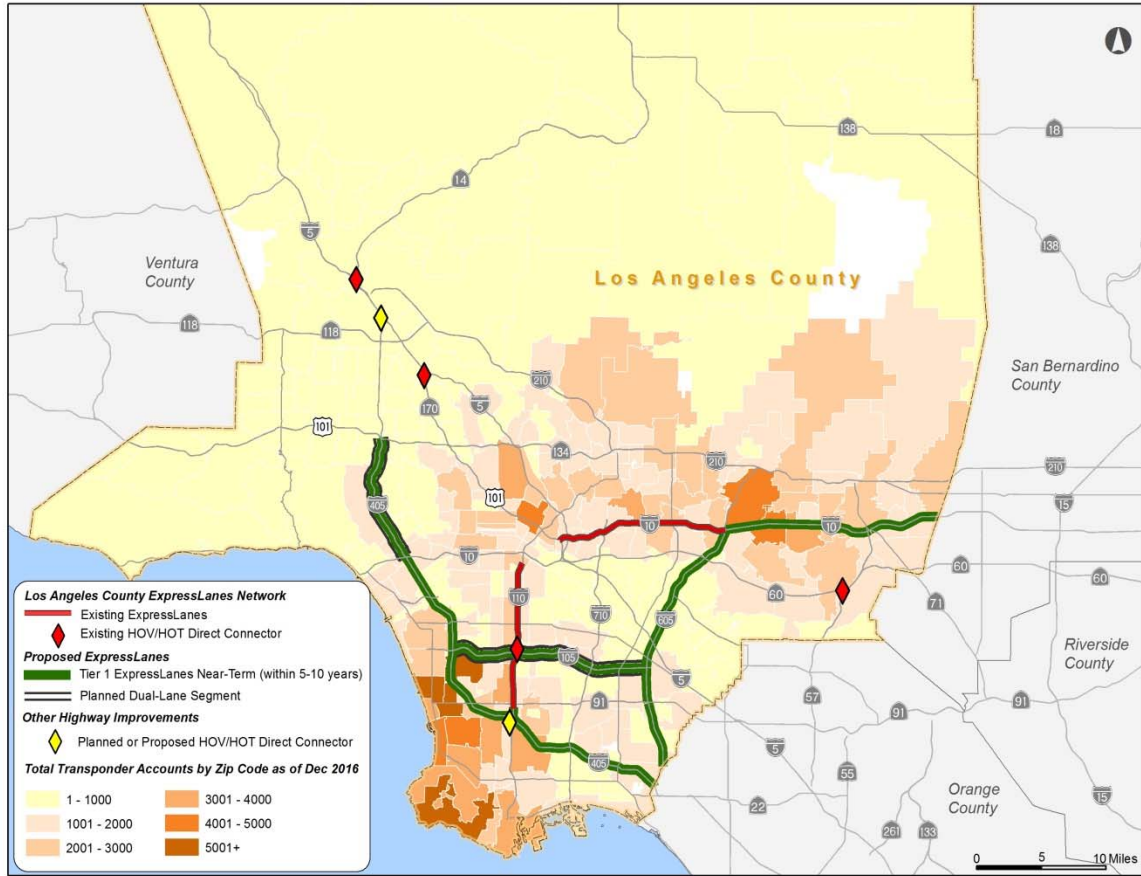 138
18
14
5
138
Ventura
County
Los Angeles County
118
118
San Bernardino
County
210
170
5
101
134
210
210
101
15
405
10
10
10
60
110
60
60
710
605
71
105
Riverside
County
5
57
91
91
91
5
405
55
22
Orange
County
15
261
133
Los Angeles County ExpressLanes Network
Existing ExpressLanes
Existing HOV/HOT Direct Connector
Proposed ExpressLanes
Tier 1 ExpressLanes Near-Term (within 5-10 years)
Planned Dual-Lane Segment
Other Highway Improvements
Planned or Proposed HOV/HOT Direct Connector
Total Transponder Accounts by Zip Code as of Dec 2016
1 - 1000
3001 - 4000
1001 - 2000
4001 - 5000
2001 - 3000
5001+
0 5 10 Miles